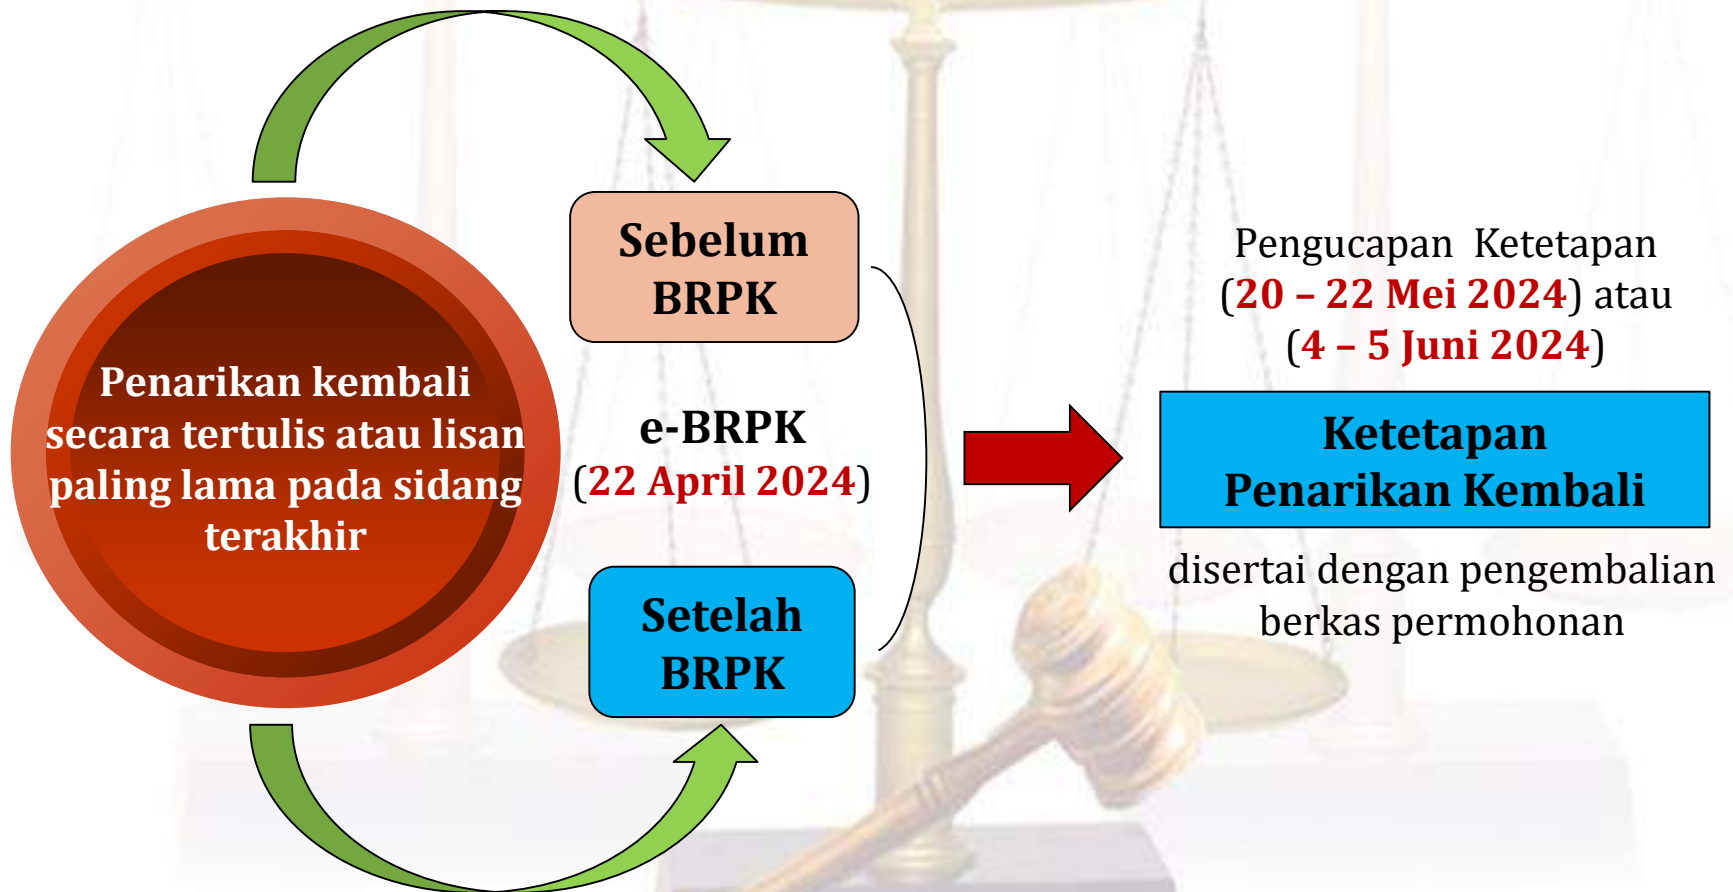 Penarikan kembali
secara tertulis atau lisan
paling lama pada sidang
terakhir
Sebelum
BRPK
e-BRPK
(22 April 2024)
Setelah
BRPK
Pengucapan Ketetapan
(20 – 22 Mei 2024) atau
(4 – 5 Juni 2024)
Ketetapan
Penarikan Kembali
disertai dengan pengembalian
berkas permohonan